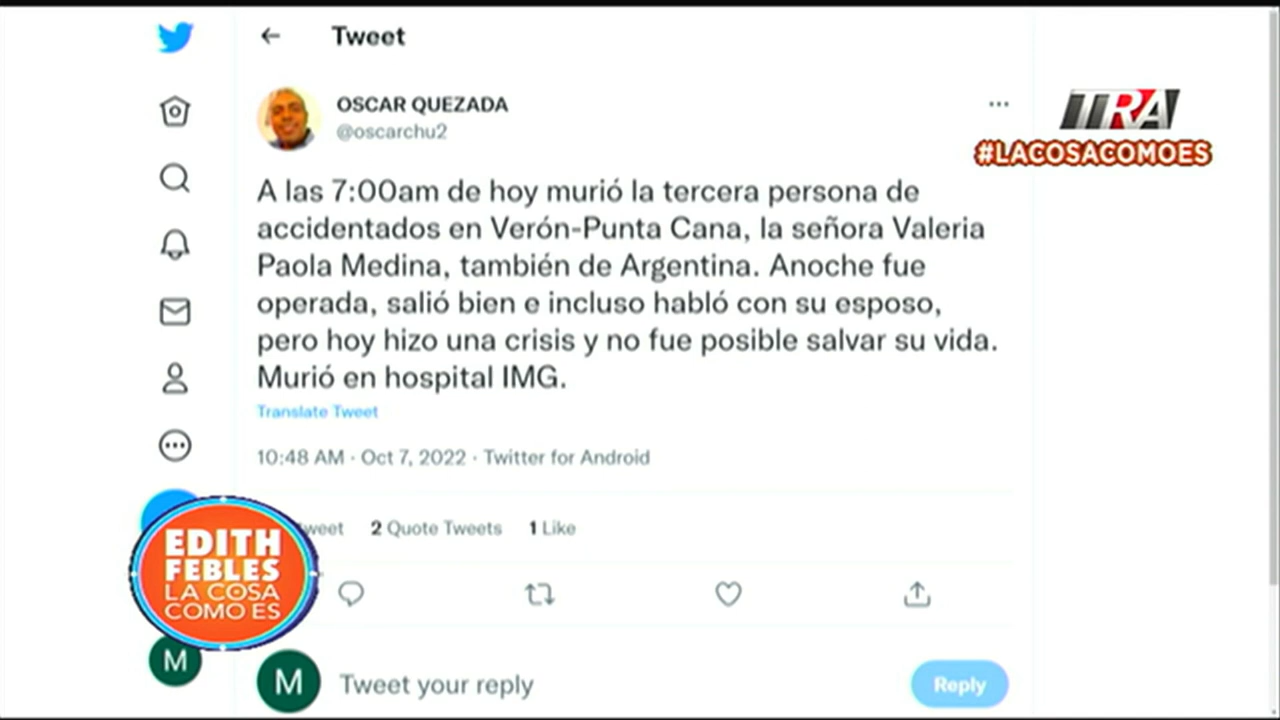 Tweet
OSCAR QUEZADA
@oscarchu2
TRA
#LACOSACOMOES
A las 7:00am de hoy murió la tercera persona de
accidentados en Verón-Punta Cana, la señora Valeria
Paola Medina, también de Argentina. Anoche fue
operada, salió bien e incluso habló con su esposo,
pero hoy hizo una crisis y no fue posible salvar su vida.
Murió en hospital IMG.
Translate Tweet
10:48 AM · Oct 7, 2022 · Twitter for Android
2 Quote Tweets 1 Like
EDITH
FEBLES
LA COSA
COMO ES
M
M
Tweet your reply
Reply